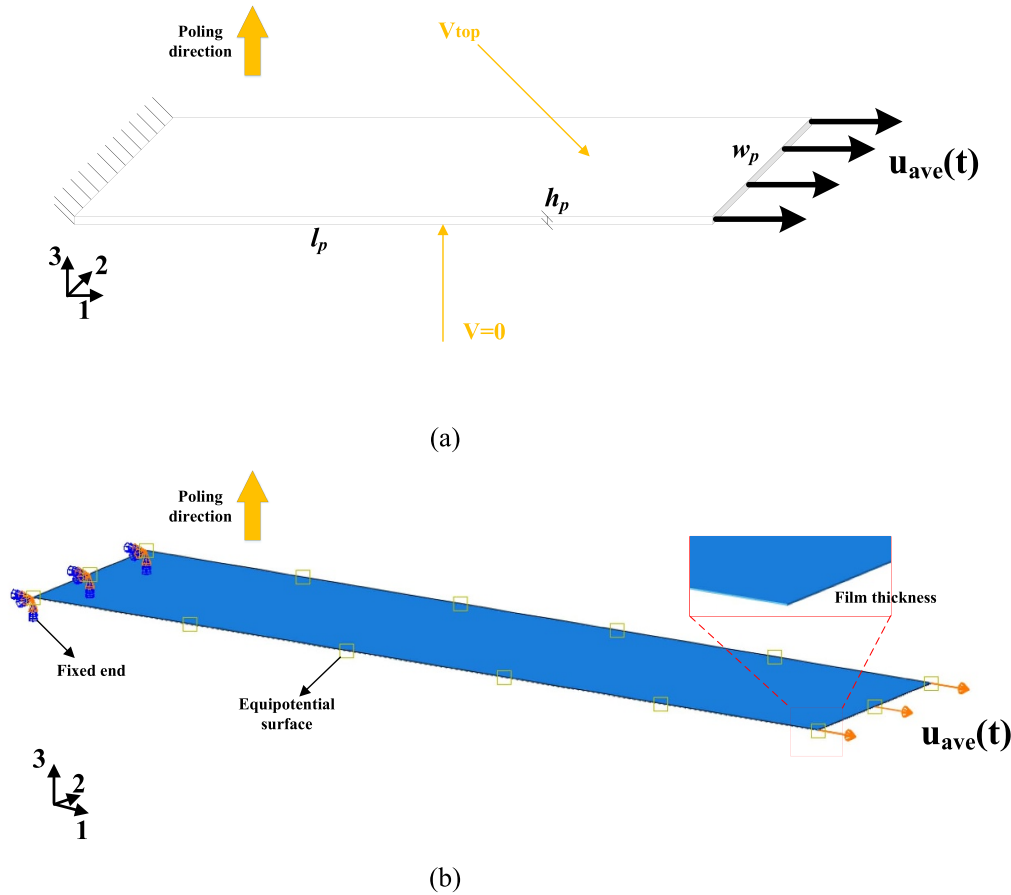 Poling
direction
Vtop
wp
uave(t)
hp
lp
3
2
1
V=0
(a)
Poling
direction
Film thickness
Fixed end
Equipotential
surface
uave(t)
3
2
1
(b)